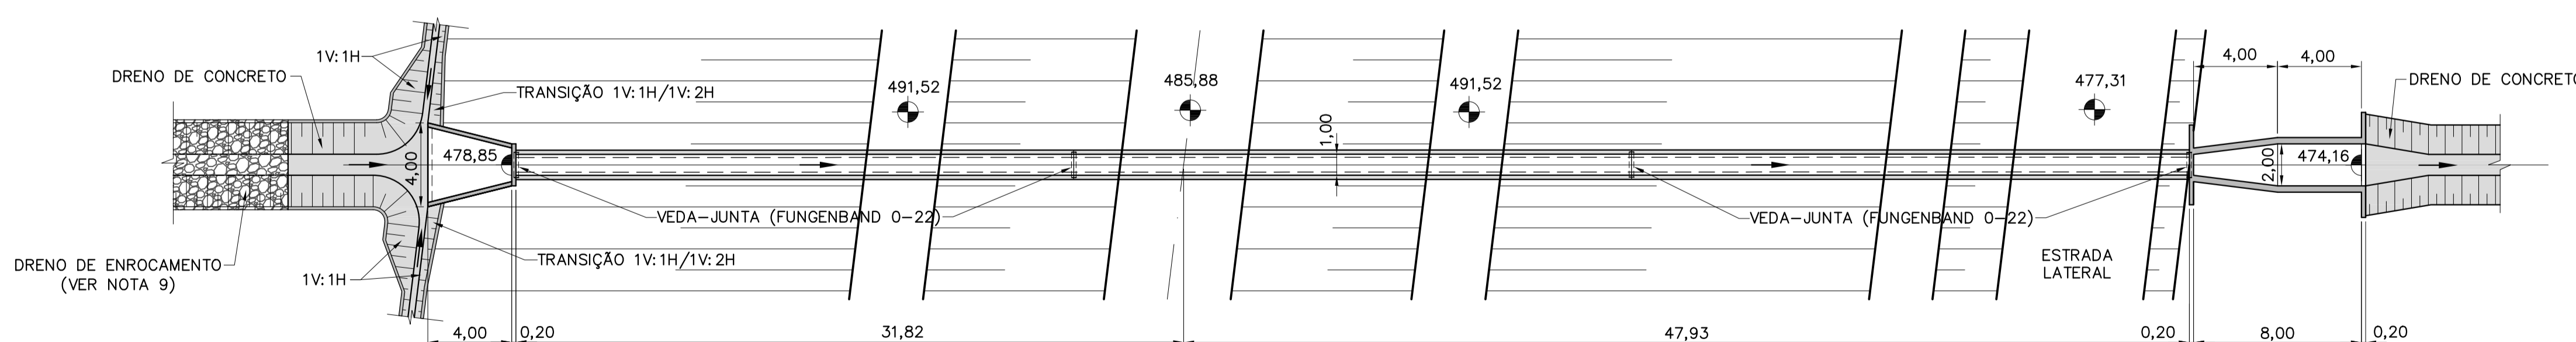 1V:1H
DRENO DE CONCRETO
TRANSIÇÃO 1V:1H/1V:2H
491,52
485,88
491,52
477,31
4,00
4,00
DRENO DE CONCRETO
4,00
478,85
1,00
2,00
474,16
VEDA-JUNTA (FUNGENBAND O-22)
VEDA-JUNTA (FUNGENBAND O-22)
DRENO DE ENROCAMENTO
(VER NOTA 9)
1V:1H
TRANSIÇÃO 1V:1H/1V:2H
ESTRADA
LATERAL
4,00
0,20
31,82
47,93
0,20
8,00
0,20